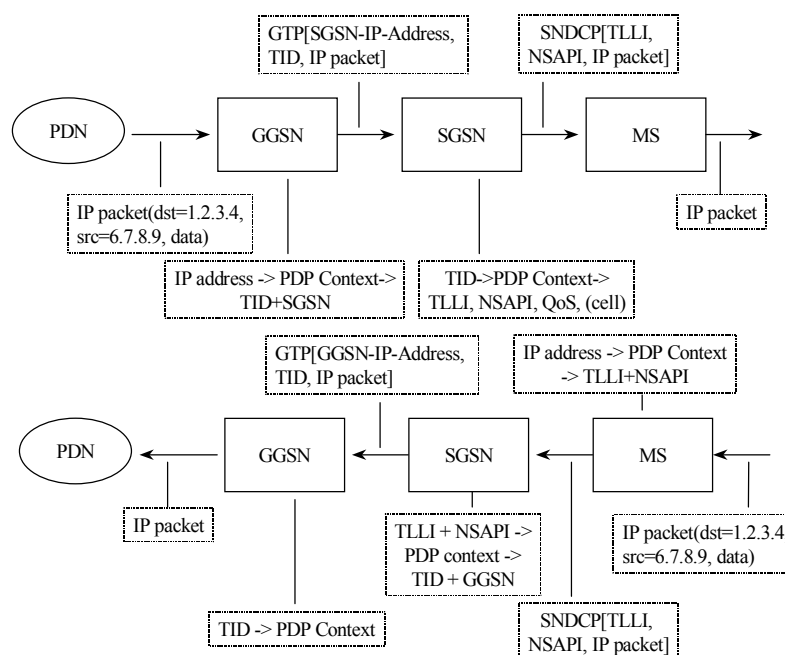 GTP[SGSN-IP-Address,
TID, IP packet]
SNDCP[TLLI,
NSAPI, IP packet]
PDN
GGSN
SGSN
MS
IP packet(dst=1.2.3.4,
src=6.7.8.9, data)
IP packet
IP address -> PDP Context->
TID+SGSN
TID->PDP Context->
TLLI, NSAPI, QoS, (cell)
GTP[GGSN-IP-Address,
TID, IP packet]
IP address -> PDP Context
-> TLLI+NSAPI
PDN
GGSN
SGSN
MS
IP packet
TLLI + NSAPI ->
PDP context ->
TID + GGSN
IP packet(dst=1.2.3.4
src=6.7.8.9, data)
TID -> PDP Context
SNDCP[TLLI,
NSAPI, IP packet]